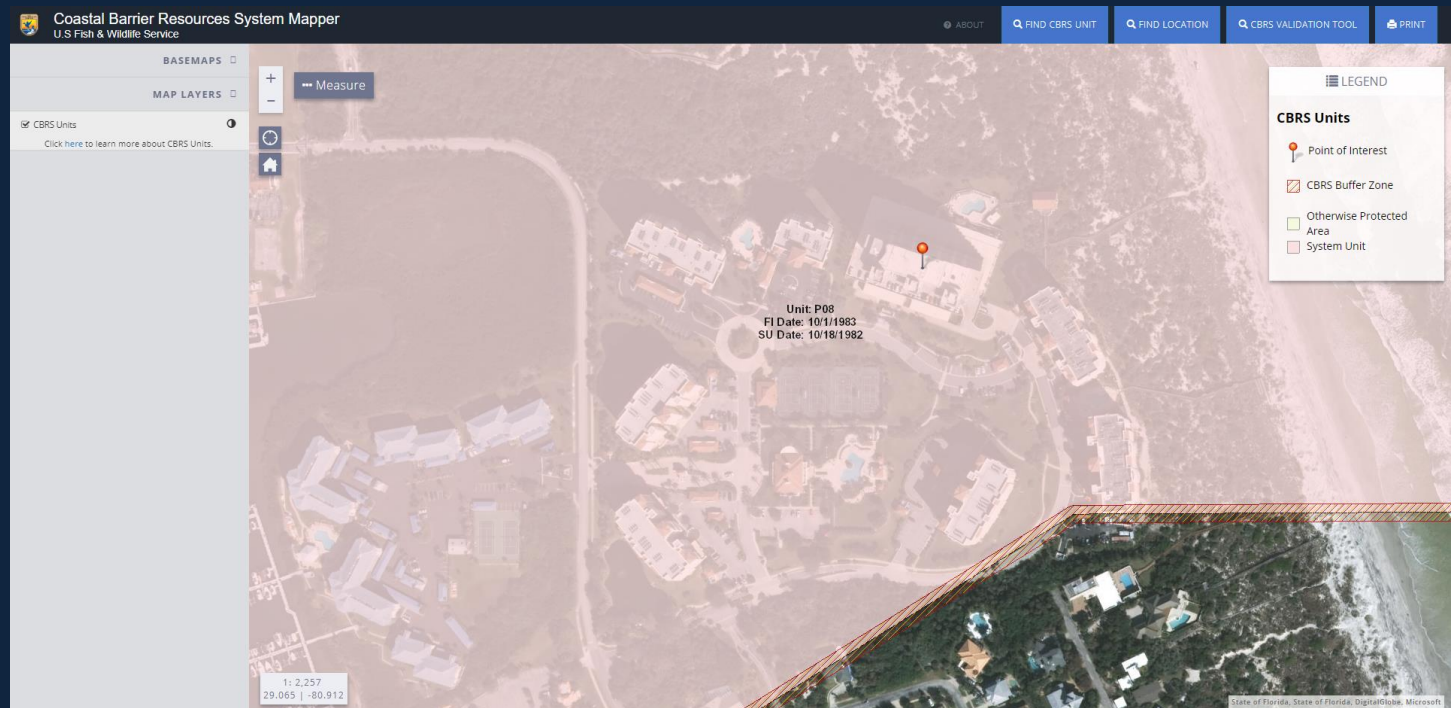 Coastal Barrier Resources System Mapper
U.S Fish & Wildlife Service
ABOUT
FIND CBRS UNIT
FIND LOCATION
CBRS VALIDATION TOOL
PRINT
BASEMAPS
MAP LAYERS
CBRS Units
Click here to learn more about CBRS Units.
+
-
••• Measure
LEGEND
CBRS Units
Point of Interest
CBRS Buffer Zone
Otherwise Protected
Area
System Unit
Unit: P08
FI Date: 10/1/1983
SU Date: 10/18/1982
1: 2,257
29.065 | -80.912
State of Florida, State of Florida, DigitalGlobe, Microsoft